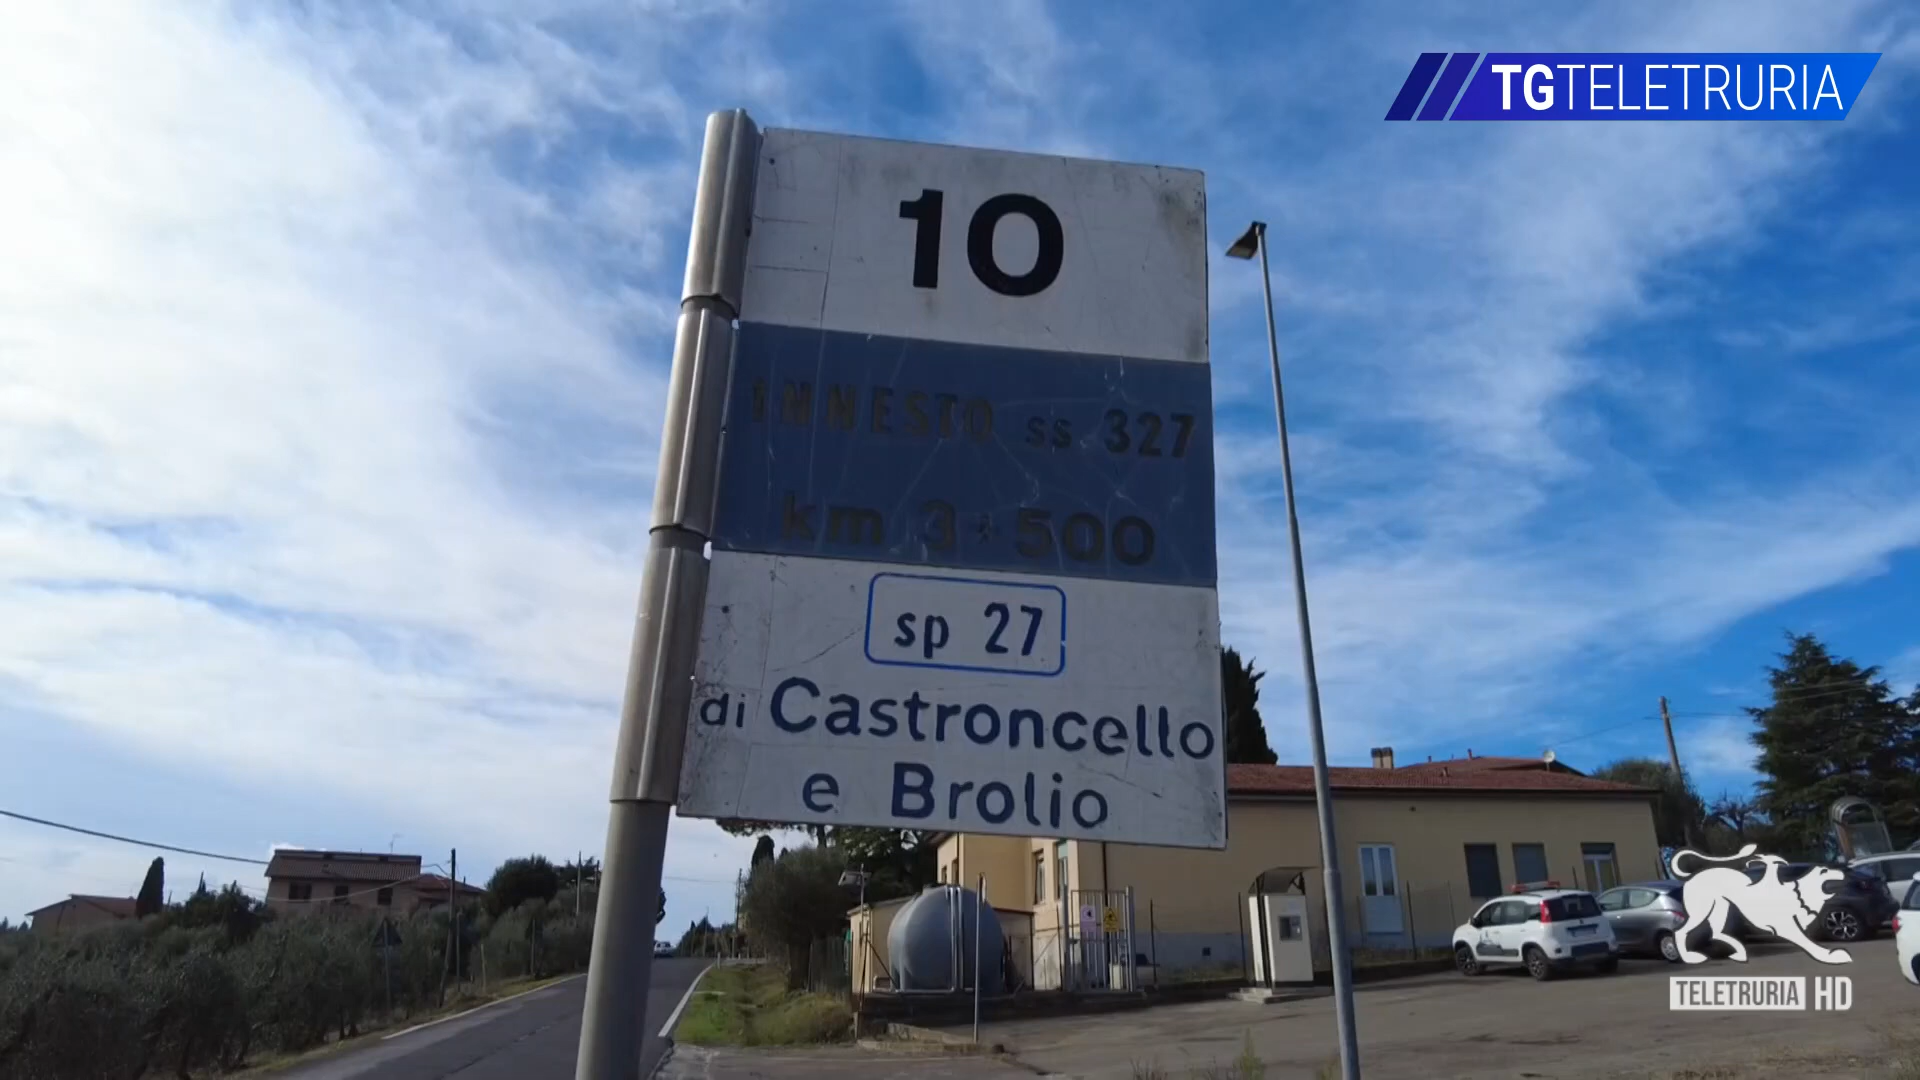 TGTELETRURIA
10
INNESTO ss 327
km 3+500
sp 27
di Castroncello
e Brolio
TELETRURIA HD